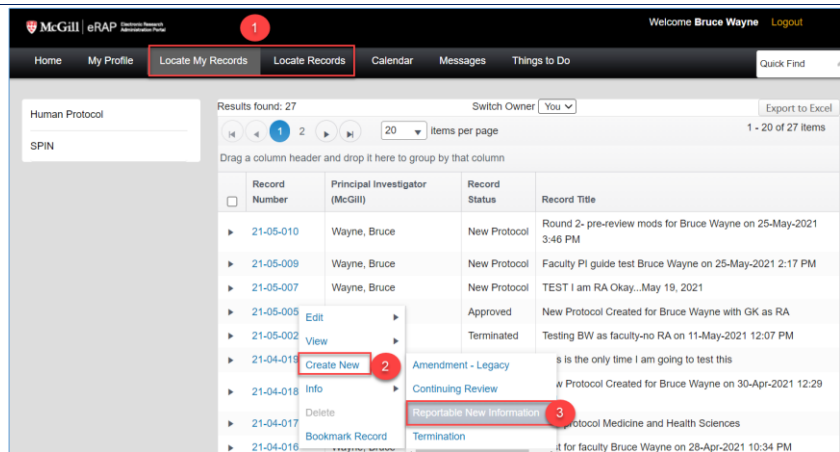 McGill eRAP Electronic Research Administration Portal
1
Welcome Bruce Wayne Logout
Home My Profile Locate My Records Locate Records Calendar Messages Things to Do Quick Find
Human Protocol
SPIN
Results found: 27 Switch Owner You Export to Excel
1 2 20 items per page 1 - 20 of 27 items
Drag a column header and drop it here to group by that column
Record Number Principal Investigator (McGill) Record Status Record Title
21-05-010 Wayne, Bruce New Protocol Round 2- pre-review mods for Bruce Wayne on 25-May-2021
3:46 PM
21-05-009 Wayne, Bruce New Protocol Faculty PI guide test Bruce Wayne on 25-May-2021 2:17 PM
21-05-007 Wayne, Bruce New Protocol TEST I am RA Okay...May 19, 2021
21-05-005 Approved New Protocol Created for Bruce Wayne with GK as RA
21-05-002 Terminated Testing BW as faculty-no RA on 11-May-2021 12:07 PM
21-04-019 is the only time I am going to test this
21-04-018 Protocol Created for Bruce Wayne on 30-Apr-2021 12:29
21-04-017 protocol Medicine and Health Sciences
21-04-016 Wayne, Bruce for faculty Bruce Wayne on 28-Apr-2021 10:34 PM
Edit
View
Create New 2
Info
Delete
Bookmark Record
Amendment - Legacy
Continuing Review
Reportable New Information 3
Termination